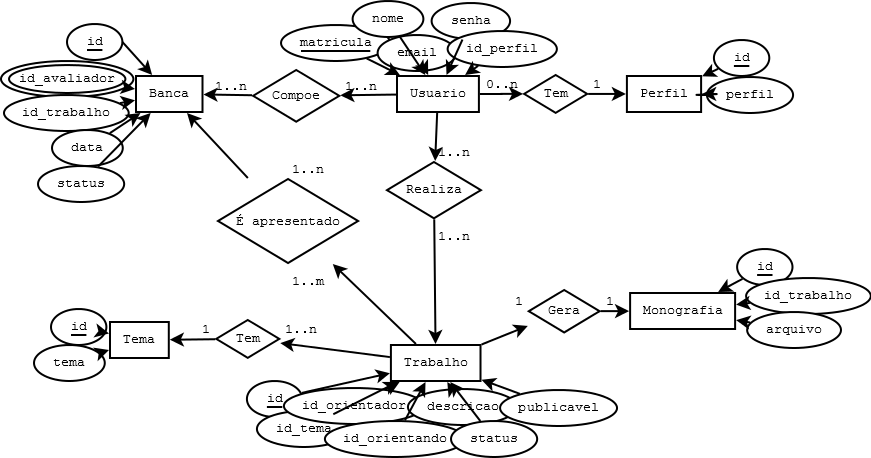 nome
senha
id
matricula
email
id_perfil
id
id_avaliador
Banca
1..n
Compoe
1..n
Usuario
0..n
Tem
1
Perfil
perfil
id_trabalho
data
status
1..n
1..n
Realiza
É apresentado
1..n
1..m
id
1
1
id_trabalho
Gera
Monografia
arquivo
id
1
1..n
Tema
Tem
tema
Trabalho
id
id_orientador
descricao
publicavel
id_tema
id_orientando
status